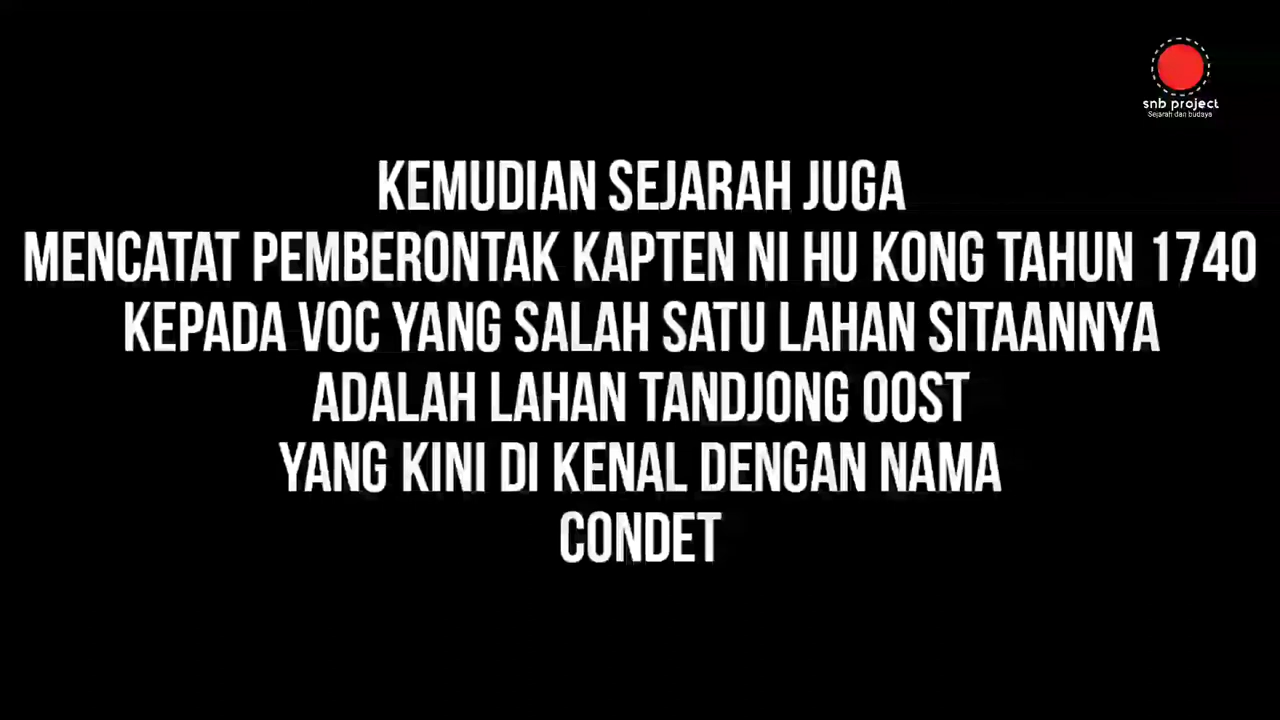 snb project
Sejarah dan budaya
KEMUDIAN SEJARAH JUGA
MENCATAT PEMBERONTAK KAPTEN NI HU KONG TAHUN 1740
KEPADA VOC YANG SALAH SATU LAHAN SITAANNYA
ADALAH LAHAN TANDJONG OOST
YANG KINI DI KENAL DENGAN NAMA
CONDET